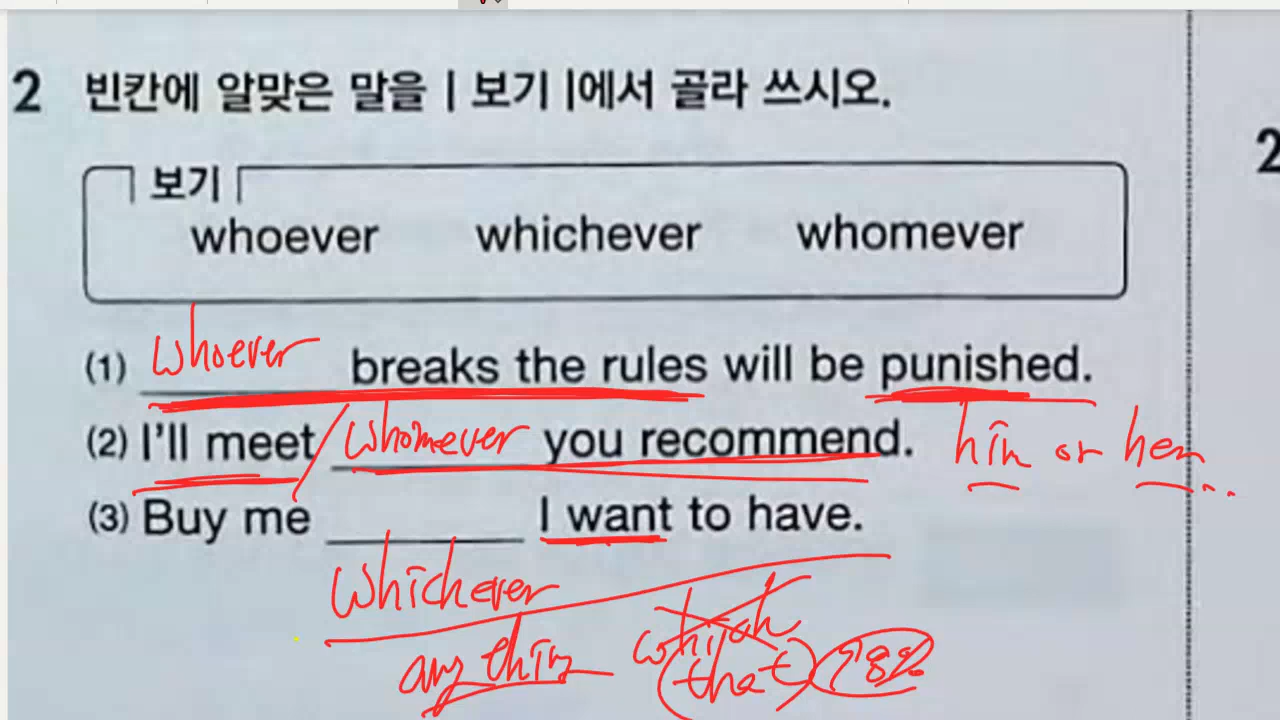 2 빈칸에 알맞은 말을 | 보기 |에서 골라 쓰시오.
보기
whoever whichever whomever
(1) whoever breaks the rules will be punished.
(2) I'll meet / whomever you recommend. him or her
(3) Buy me ______ I want to have.
whichever
anything which
(that)
2